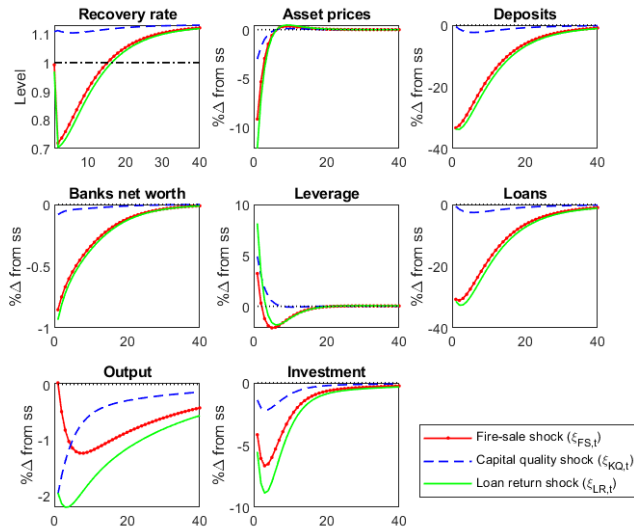 Recovery rate
Asset prices
Deposits
Level
1.1
1
0.9
0.8
0.7
10 20 30 40
%Δ from ss
0
-5
-10
0 20 40
%Δ from ss
0
-20
-40
0 20 40
Banks net worth
Leverage
Loans
%Δ from ss
0
-0.5
-1
0 20 40
%Δ from ss
10
5
0
0 20 40
%Δ from ss
0
-20
-40
0 20 40
Output
Investment
%Δ from ss
0
-1
-2
0 20 40
%Δ from ss
0
-5
-10
0 20 40
Fire-sale shock (ξFS,t)
Capital quality shock (ξKQ,t)
Loan return shock (ξLR,t)